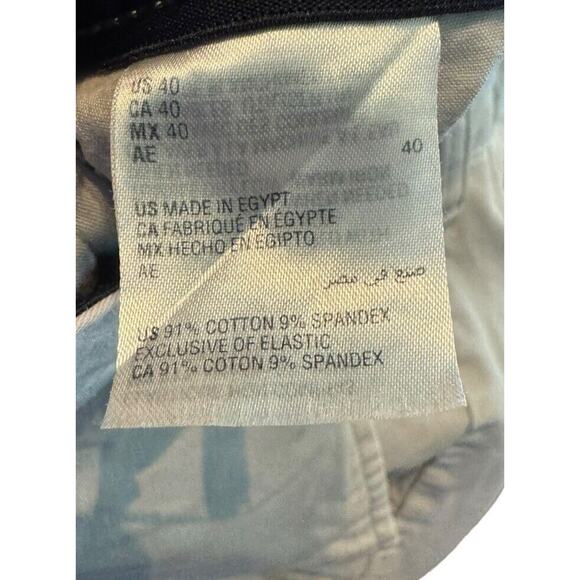 US 40
CA 40
MX 40
AE 40
US MADE IN EGYPT
CA FABRIQUÉ EN ÉGYPTE
MX HECHO EN EGIPTO
AE
صنع في مصر
US 91% COTTON 9% SPANDEX
EXCLUSIVE OF ELASTIC
CA 91% COTON 9% SPANDEX